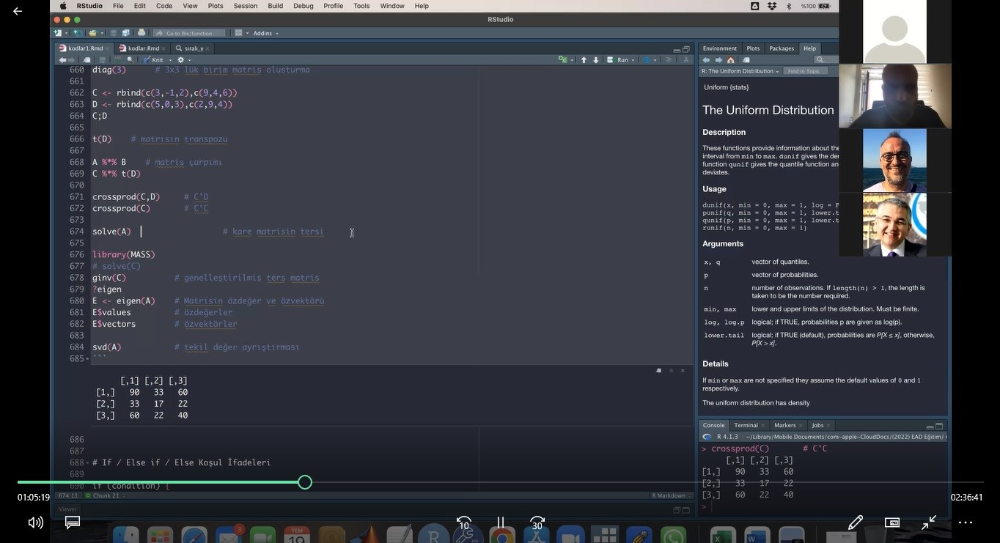 RStudio File Edit Code View Plots Session Build Debug Profile Tools Window Help
%100
RStudio
Go to file/function Addins
kodlar1.Rmd kodlar.Rmd sıralı_y
Knit Run
660 diag(3) # 3x3 lük birim matris oluşturma
661
662 C <- rbind(c(3,-1,2),c(9,4,6))
663 D <- rbind(c(5,0,3),c(2,9,4))
664 C;D
665
666 t(D) # matrisin transpozu
667
668 A %*% B # matris çarpımı
669 C %*% t(D)
670
671 crossprod(C,D) # C'D
672 crossprod(C) # C'C
673
674 solve(A) # kare matrisin tersi
675
676 library(MASS)
677 # solve(C)
678 ginv(C) # genelleştirilmiş ters matris
679 ?eigen
680 E <- eigen(A) # Matrisin özdeğer ve özvektörü
681 E$values # özdeğerler
682 E$vectors # özvektörler
683
684 svd(A) # tekil değer ayrıştırması
685 ```
[,1] [,2] [,3]
[1,] 90 33 60
[2,] 33 17 22
[3,] 60 22 40
686
687
688 # If / Else if / Else Koşul İfadeleri
689
690 if (condition) {
674:11 Chunk 21 R Markdown
Viewer
Environment Plots Packages Help
R: The Uniform Distribution Find in Topic
Uniform {stats}
The Uniform Distribution
Description
These functions provide information about the
interval from min to max. dunif gives the der
function qunif gives the quantile function an
deviates.
Usage
dunif(x, min = 0, max = 1, log = F
punif(q, min = 0, max = 1, lower.t
qunif(p, min = 0, max = 1, lower.t
runif(n, min = 0, max = 1)
Arguments
x, q vector of quantiles.
p vector of probabilities.
n number of observations. If length(n) > 1, the length is
taken to be the number required.
min, max lower and upper limits of the distribution. Must be finite.
log, log.p logical; if TRUE, probabilities p are given as log(p).
lower.tail logical; if TRUE (default), probabilities are P[X ≤ x], otherwise,
P[X > x].
Details
If min or max are not specified they assume the default values of 0 and 1
respectively.
The uniform distribution has density
Console Terminal Markers Jobs
R 4.1.3 · ~/Library/Mobile Documents/com~apple~CloudDocs/(2022) EAD Eğitim/
> crossprod(C) # C'C
[,1] [,2] [,3]
[1,] 90 33 60
[2,] 33 17 22
[3,] 60 22 40
>
01:05:19 02:36:41
10 30
3
TEM
19
R
X
W